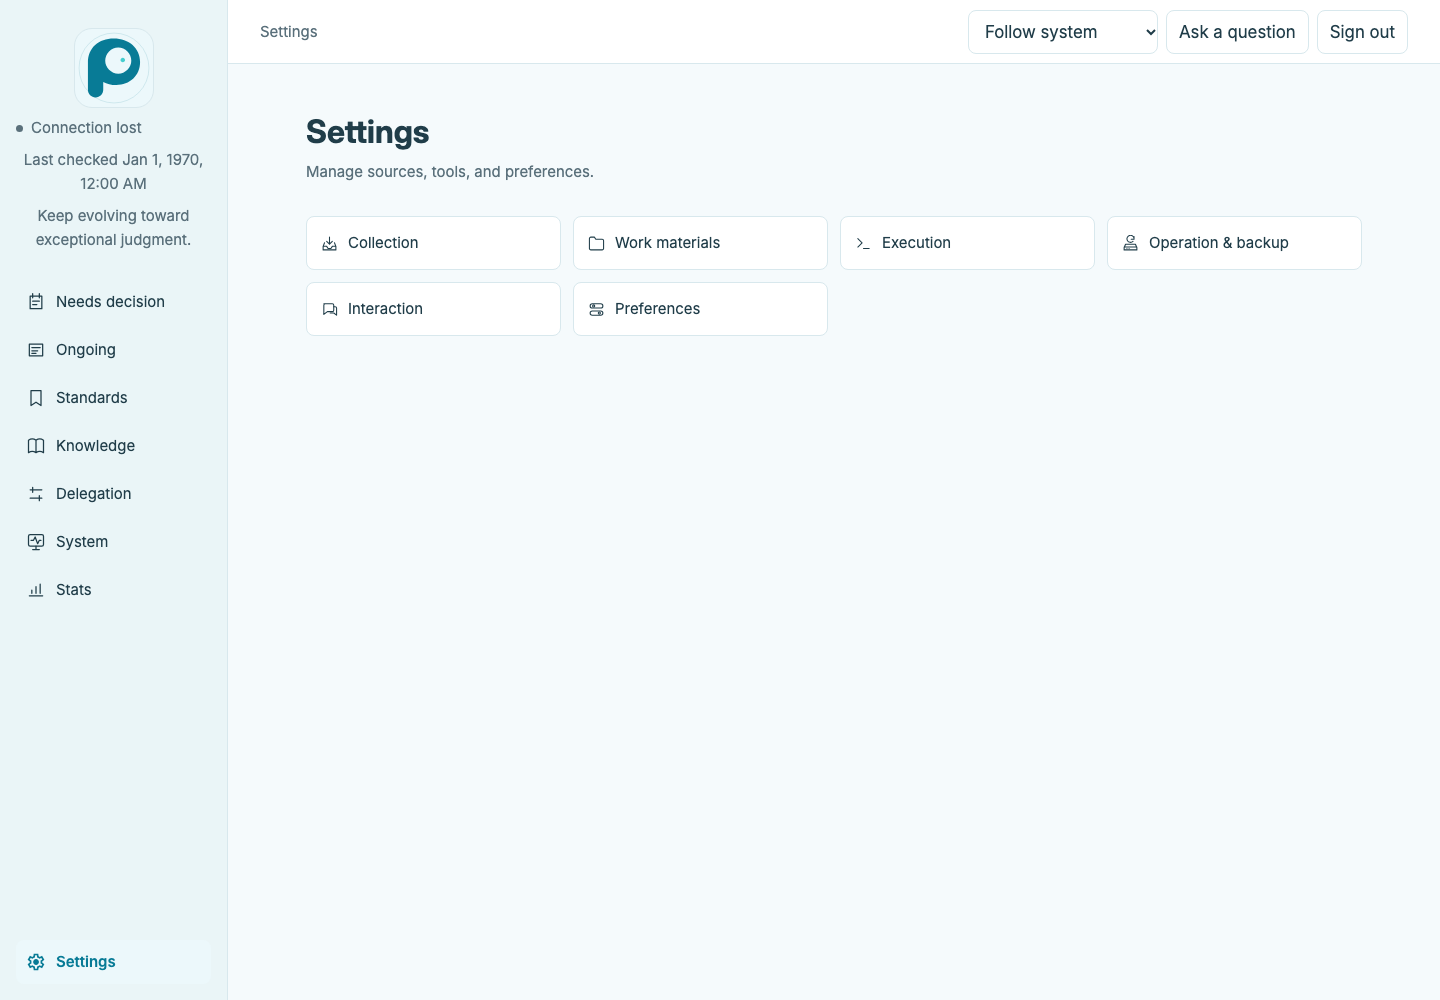 Settings
Follow system
Ask a question
Sign out
Connection lost
Last checked Jan 1, 1970,
12:00 AM
Keep evolving toward
exceptional judgment.
Needs decision
Ongoing
Standards
Knowledge
Delegation
System
Stats
Settings
Settings
Manage sources, tools, and preferences.
Collection
Work materials
Execution
Operation & backup
Interaction
Preferences